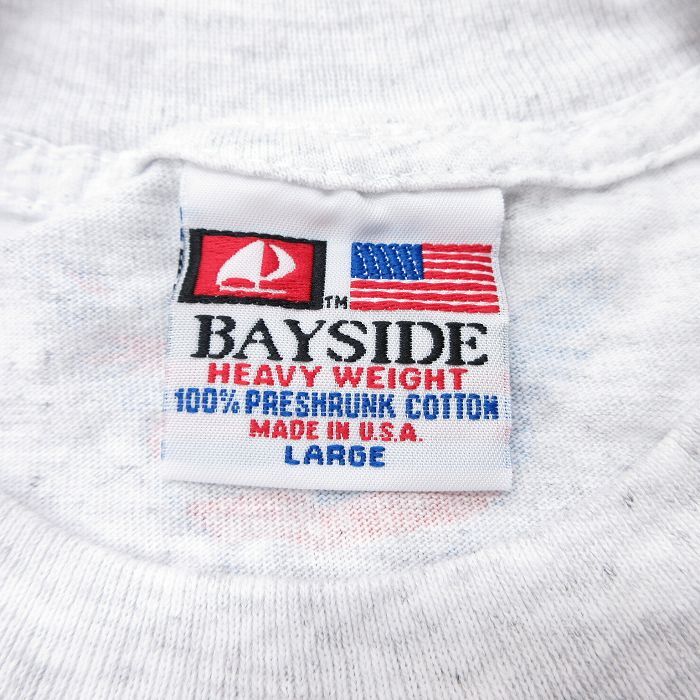 TM
BAYSIDE
HEAVY WEIGHT
100% PRESHRUNK COTTON
MADE IN U.S.A.
LARGE